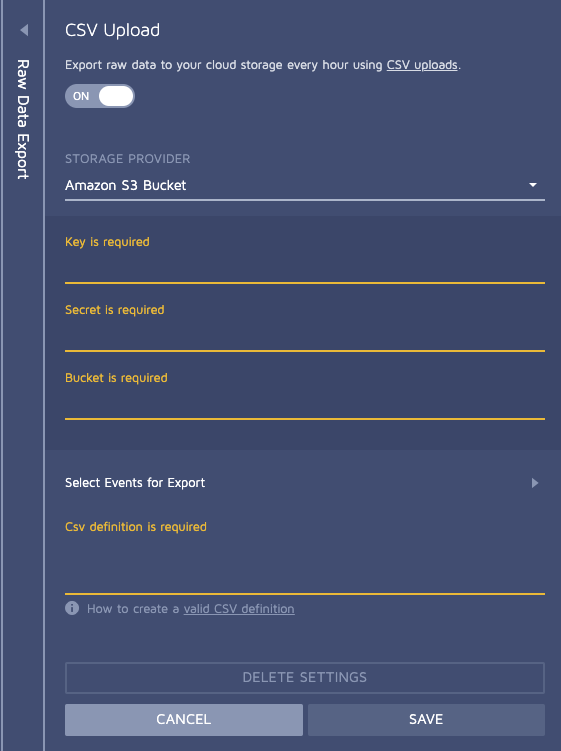 Raw Data Export
CSV Upload
Export raw data to your cloud storage every hour using CSV uploads.
ON
STORAGE PROVIDER
Amazon S3 Bucket
Key is required
Secret is required
Bucket is required
Select Events for Export
Csv definition is required
How to create a valid CSV definition
DELETE SETTINGS
CANCEL
SAVE